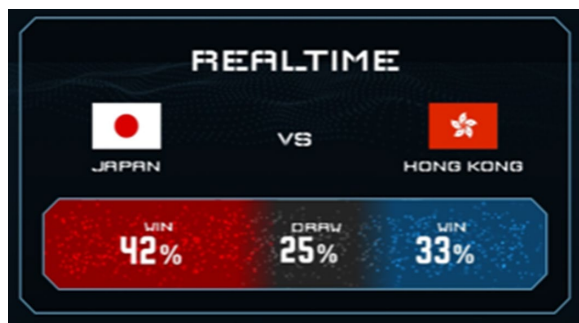 REALTIME
VS
JAPAN
HONG KONG
WIN
DRAW
WIN
42%
25%
33%